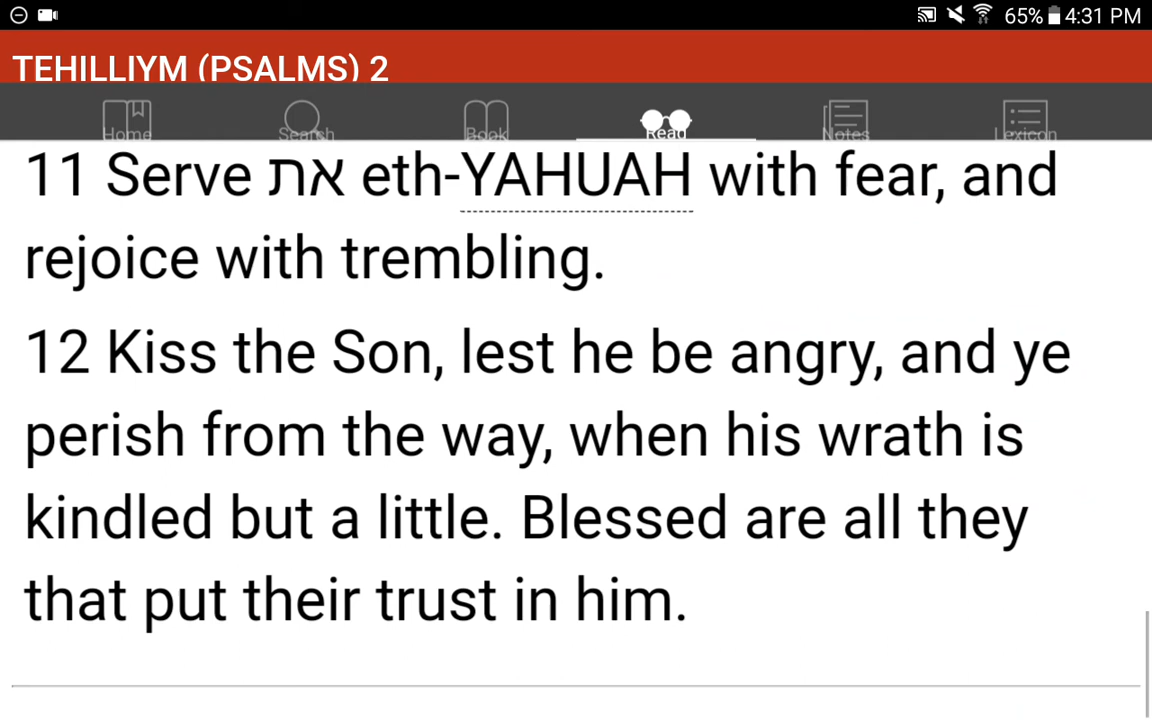 65% 4:31 PM
TEHILLIYM (PSALMS) 2
Home Search Book Read Notes Lexicon
11 Serve את eth-YAHUAH with fear, and
rejoice with trembling.
12 Kiss the Son, lest he be angry, and ye
perish from the way, when his wrath is
kindled but a little. Blessed are all they
that put their trust in him.